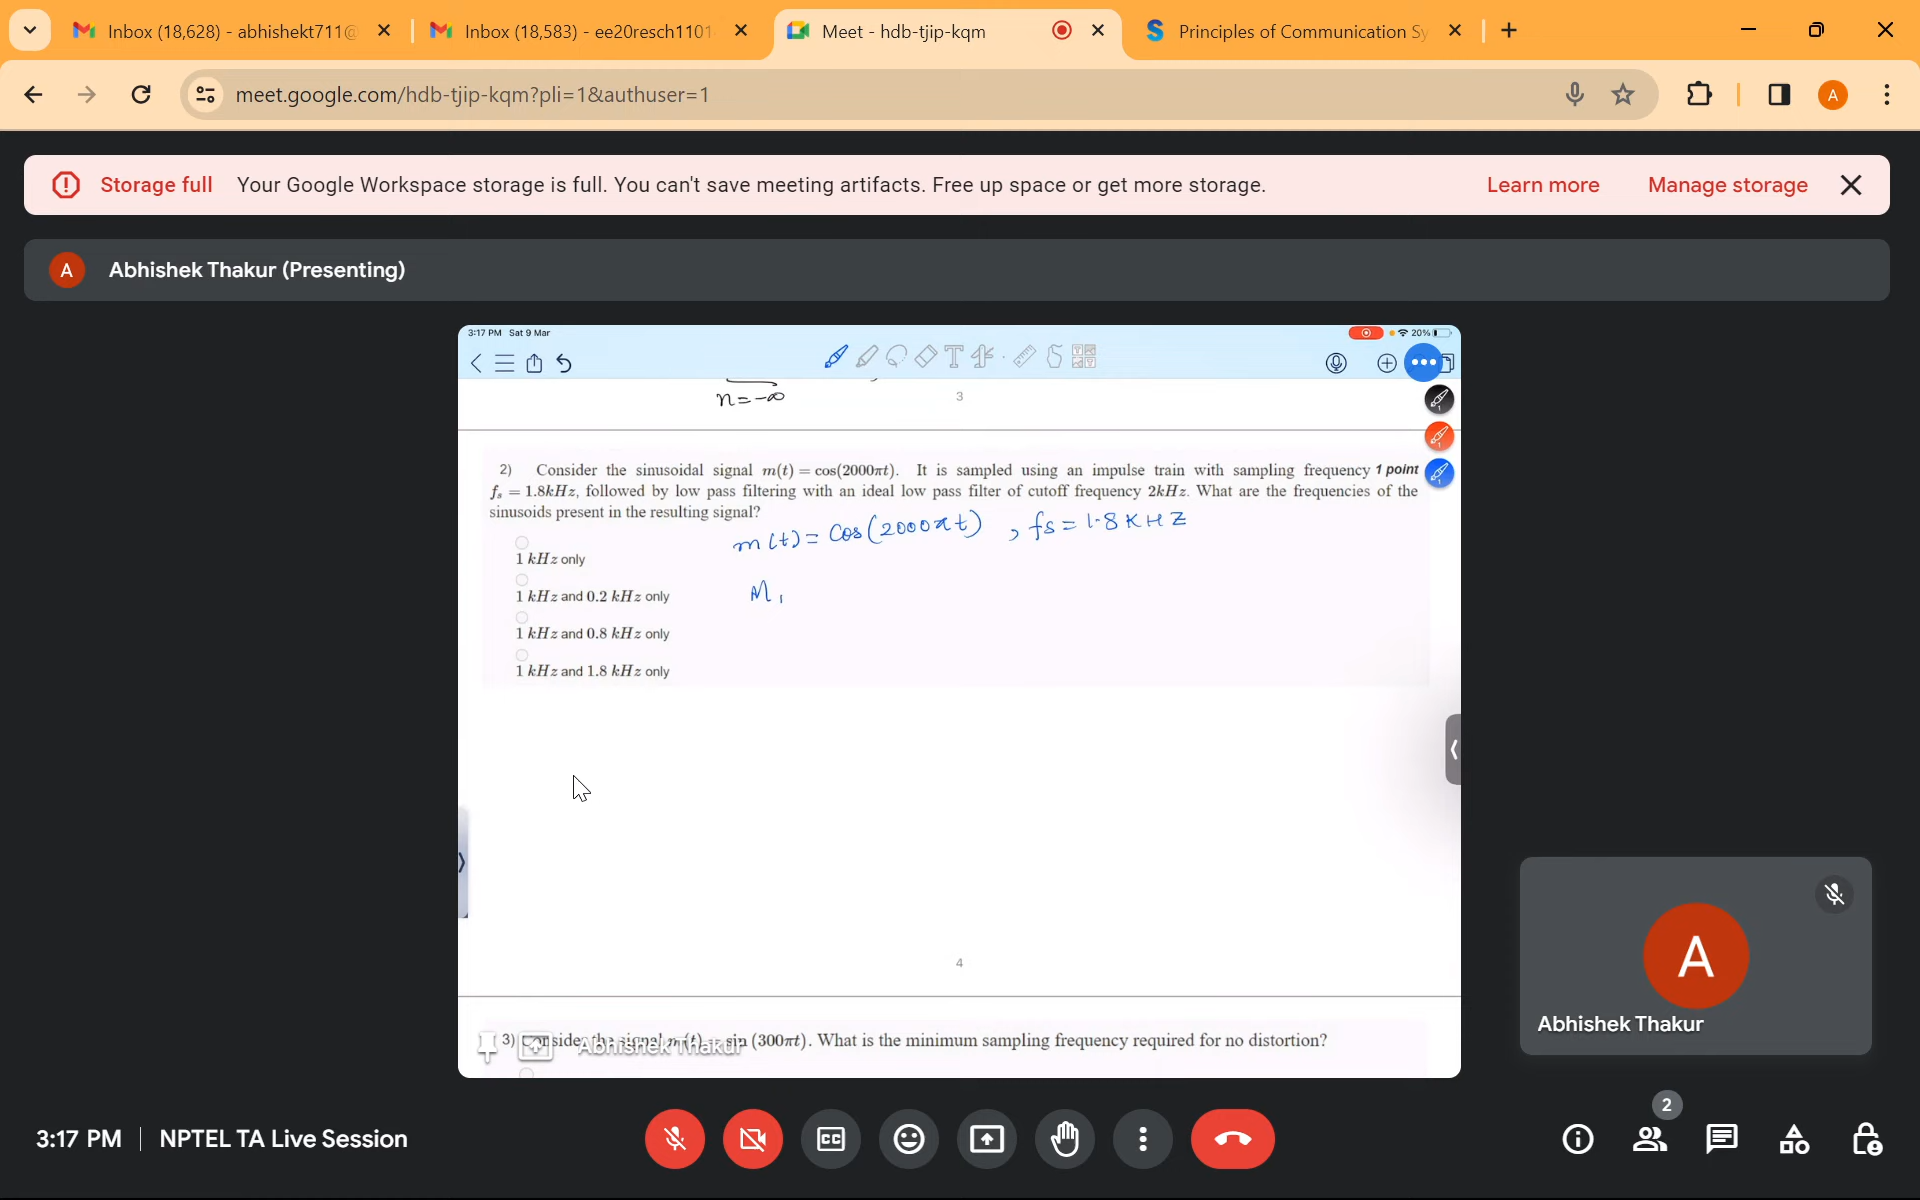 Inbox (18,628) - abhishekt711@
Inbox (18,583) - ee20resch1101
Meet - hdb-tjip-kqm
Principles of Communication Sy
meet.google.com/hdb-tjip-kqm?pli=1&authuser=1
A
Storage full Your Google Workspace storage is full. You can't save meeting artifacts. Free up space or get more storage. Learn more Manage storage
A Abhishek Thakur (Presenting)
3:17 PM Sat 9 Mar 20%
n=-∞
3
2) Consider the sinusoidal signal m(t) = cos(2000πt). It is sampled using an impulse train with sampling frequency 1 point
fₛ = 1.8kHz, followed by low pass filtering with an ideal low pass filter of cutoff frequency 2kHz. What are the frequencies of the
sinusoids present in the resulting signal?
m(t) = Cos(2000πt) , fs = 1.8 KHZ
1 kHz only
M
1 kHz and 0.2 kHz only
1 kHz and 0.8 kHz only
1 kHz and 1.8 kHz only
4
3) Consider the signal m(t) = sin (300πt). What is the minimum sampling frequency required for no distortion?
Abhishek Thakur
A
Abhishek Thakur
3:17 PM NPTEL TA Live Session
CC
2